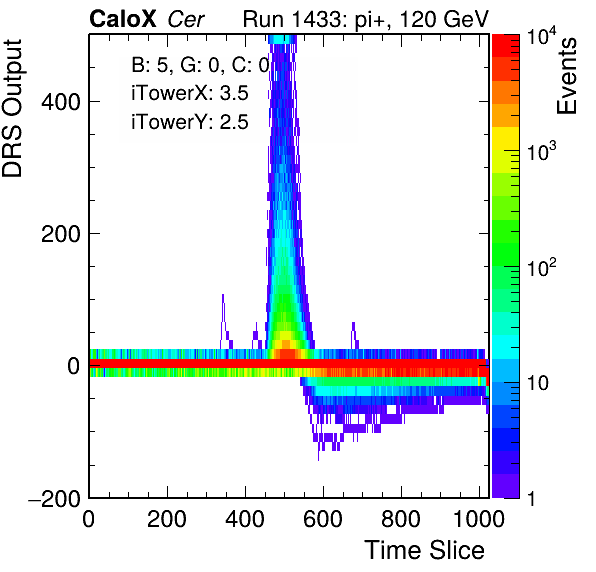 CaloX Cer Run 1433: pi+, 120 GeV
DRS Output
Events
B: 5, G: 0, C: 0
iTowerX: 3.5
iTowerY: 2.5
400
200
0
−200
0 200 400 600 800 1000
Time Slice
10^4
10^3
10^2
10
1